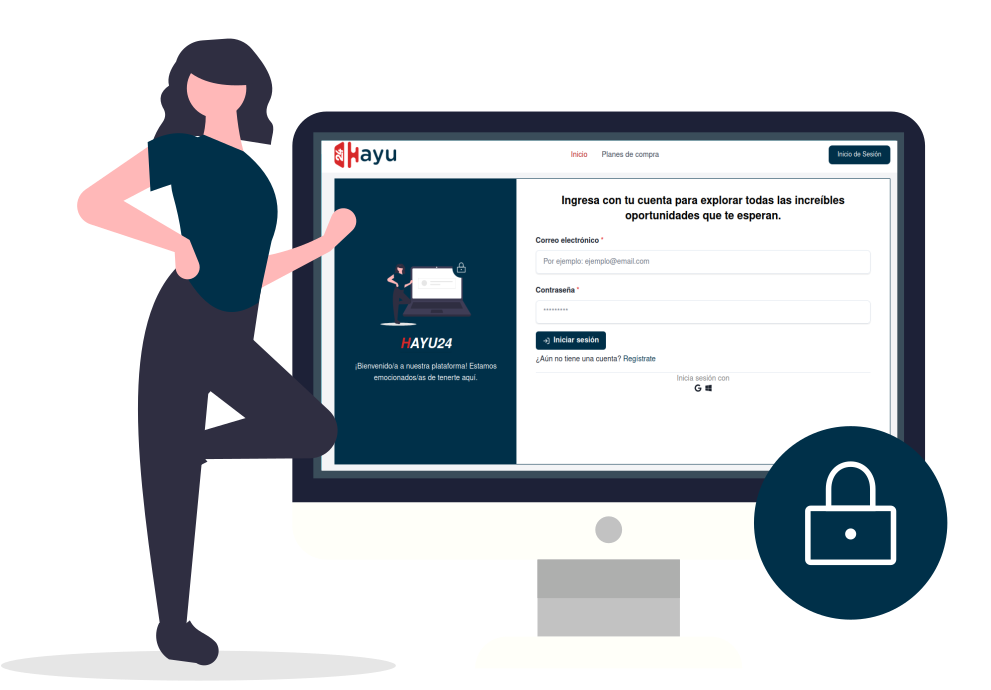 24 Hayu
Inicio
Planes de compra
Inicio de Sesión
HAYU24
¡Bienvenido/a a nuestra plataforma! Estamos
emocionados/as de tenerte aquí.
Ingresa con tu cuenta para explorar todas las increíbles
oportunidades que te esperan.
Correo electrónico *
Por ejemplo: ejemplo@email.com
Contraseña *
*********
Iniciar sesión
¿Aún no tiene una cuenta? Regístrate
Inicia sesión con
G